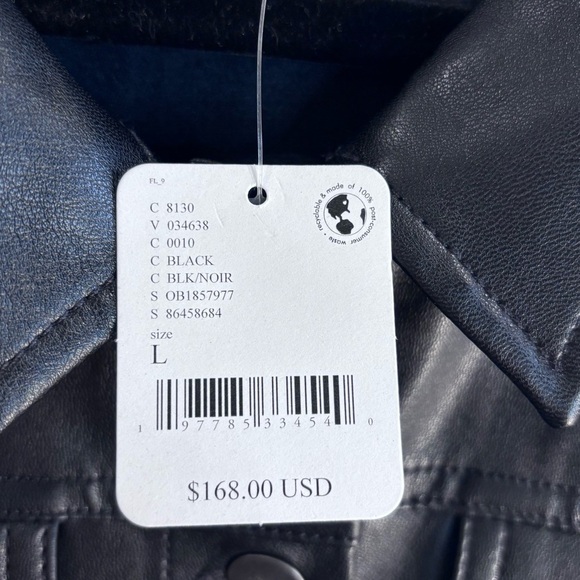 FL_9
recyclable & made of 100% post-consumer waste •
C 8130
V 034638
C 0010
C BLACK
C BLK/NOIR
S OB1857977
S 86458684
size
L
1 97785 33454 0
$168.00 USD